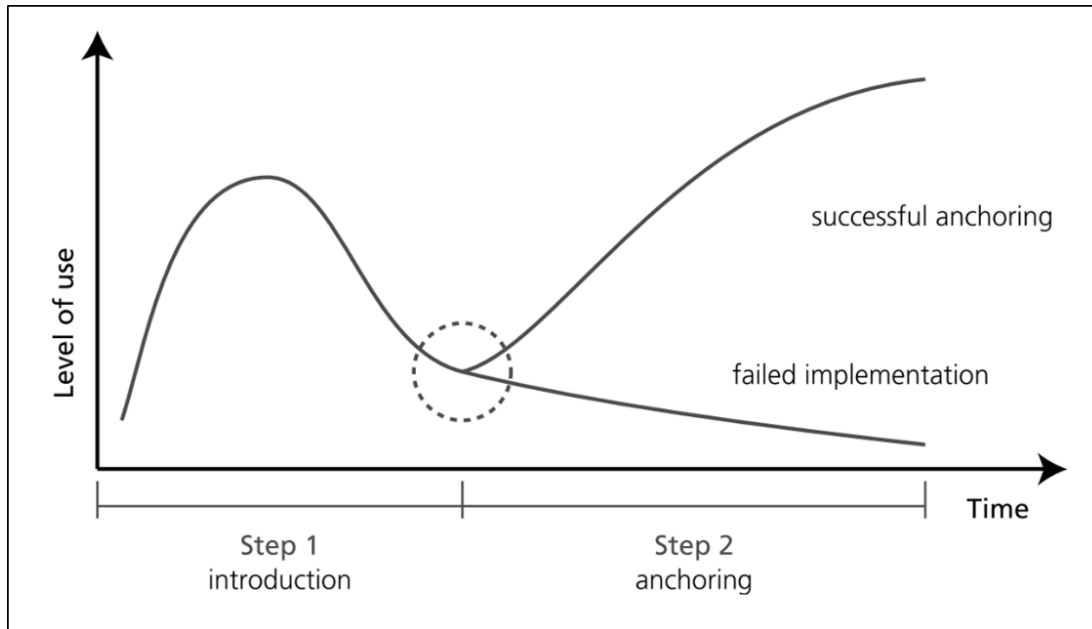 Level of use
successful anchoring
failed implementation
Time
Step 1
introduction
Step 2
anchoring